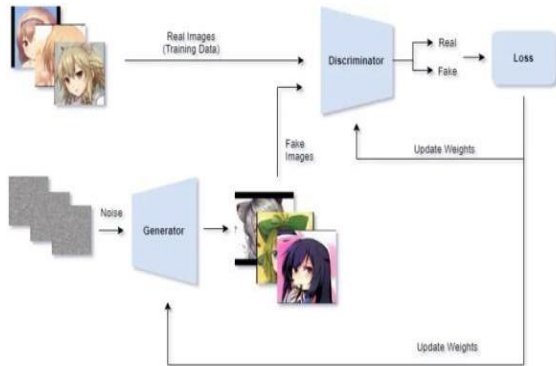 Real Images
(Training Data)
Discriminator
Real
Fake
Loss
Fake
Images
Update Weights
Noise
Generator
Update Weights